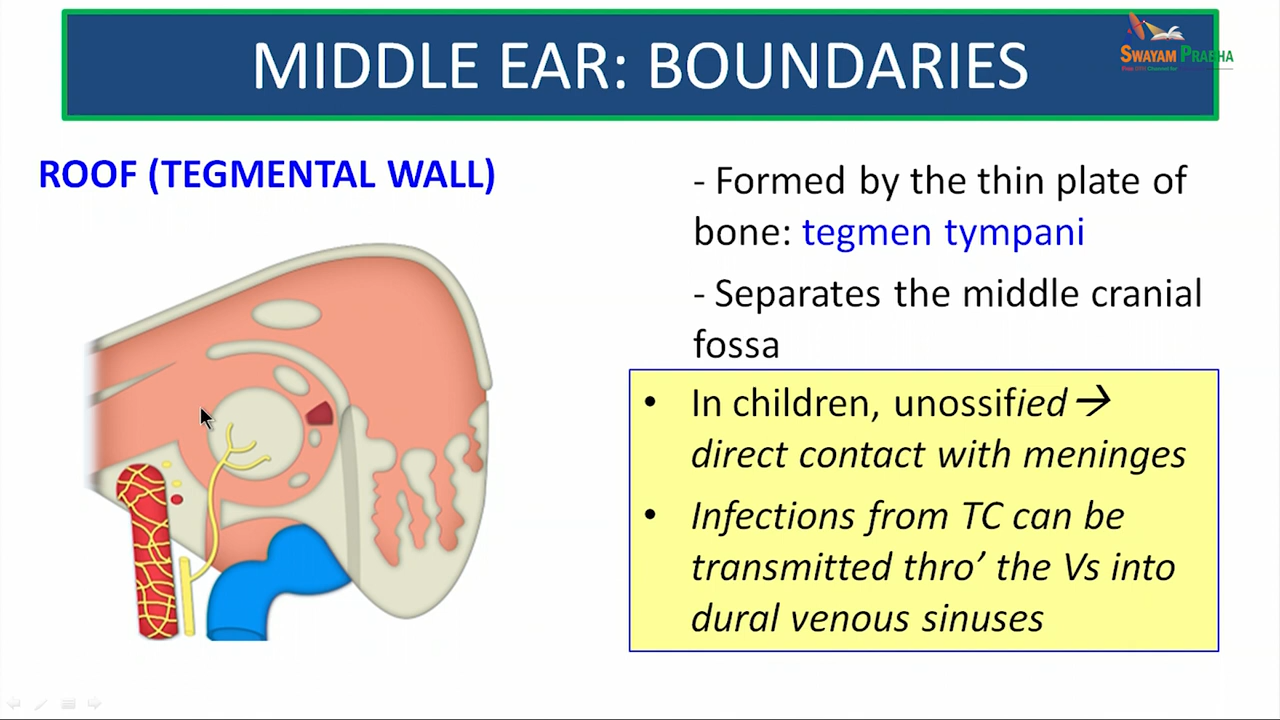 MIDDLE EAR: BOUNDARIES
SWAYAM PRABHA
ROOF (TEGMENTAL WALL)
- Formed by the thin plate of
bone: tegmen tympani
- Separates the middle cranial
fossa
• In children, unossified →
direct contact with meninges
• Infections from TC can be
transmitted thro’ the Vs into
dural venous sinuses